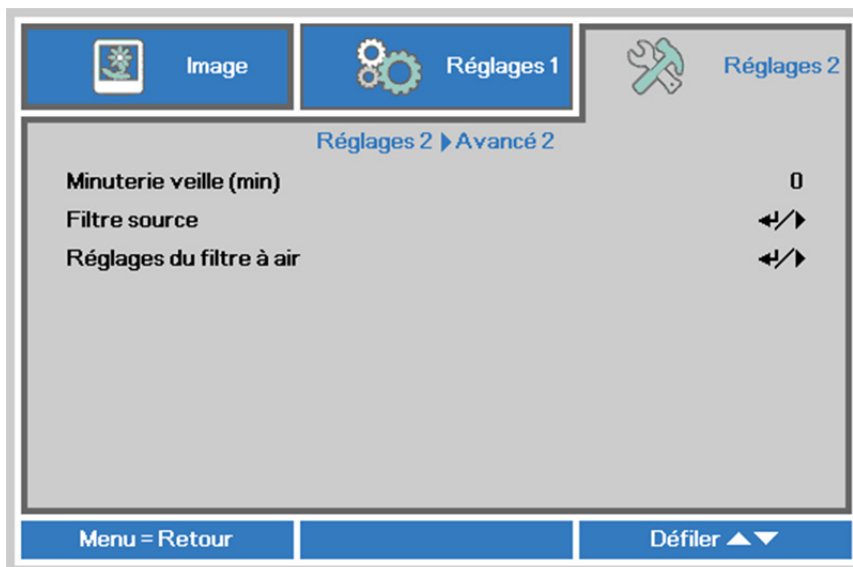 Image
Réglages 1
Réglages 2
Réglages 2 ▶ Avancé 2
Minuterie veille (min) 0
Filtre source ↵/▶
Réglages du filtre à air ↵/▶
Menu = Retour
Défiler ▲▼